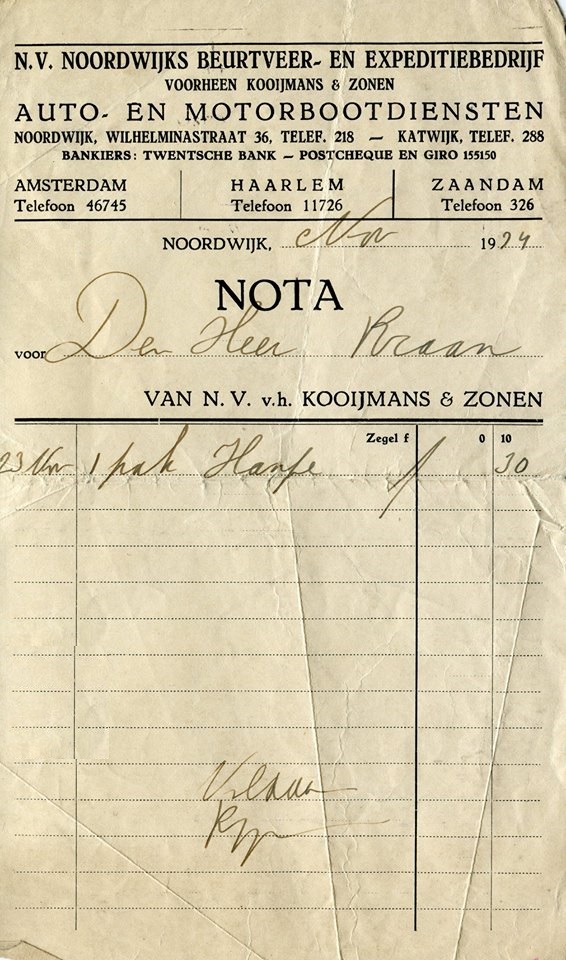 N.V. NOORDWIJKS BEURTVEER- EN EXPEDITIEBEDRIJF
VOORHEEN KOOIJMANS & ZONEN
AUTO- EN MOTORBOOTDIENSTEN
NOORDWIJK, WILHELMINASTRAAT 36, TELEF. 218 — KATWIJK, TELEF. 288
BANKIERS: TWENTSCHE BANK — POSTCHEQUE EN GIRO 155150
AMSTERDAM HAARLEM ZAANDAM
Telefoon 46745 Telefoon 11726 Telefoon 326
NOORDWIJK, Nov 19
NOTA
voor Den Heer Kraan
VAN N.V. v.h. KOOIJMANS & ZONEN
Zegel f 0 10
23 Nov 1 pak 30